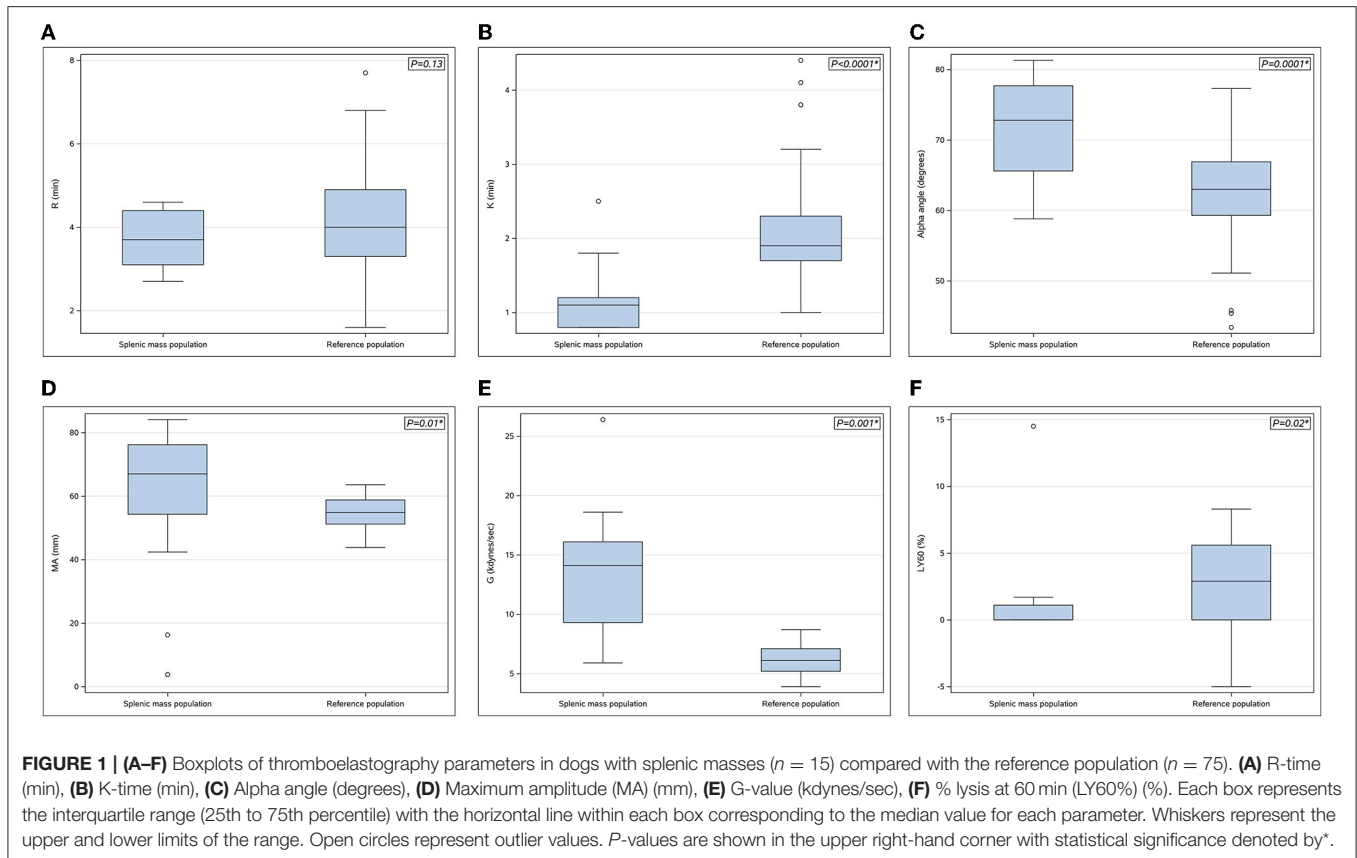 A
P=0.13
8
6
4
2
R (min)
Splenic mass population
Reference population
B
P<0.0001*
4
3
2
1
K (min)
Splenic mass population
Reference population
C
P=0.0001*
80
70
60
50
Alpha angle (degrees)
Splenic mass population
Reference population
D
P=0.01*
80
60
40
20
0
MA (mm)
Splenic mass population
Reference population
E
P=0.001*
25
20
15
10
5
G (kdynes/sec)
Splenic mass population
Reference population
F
P=0.02*
15
10
5
0
-5
LY60 (%)
Splenic mass population
Reference population
FIGURE 1 | (A–F) Boxplots of thromboelastography parameters in dogs with splenic masses (n = 15) compared with the reference population (n = 75). (A) R-time
(min), (B) K-time (min), (C) Alpha angle (degrees), (D) Maximum amplitude (MA) (mm), (E) G-value (kdynes/sec), (F) % lysis at 60 min (LY60%) (%). Each box represents
the interquartile range (25th to 75th percentile) with the horizontal line within each box corresponding to the median value for each parameter. Whiskers represent the
upper and lower limits of the range. Open circles represent outlier values. P-values are shown in the upper right-hand corner with statistical significance denoted by*.